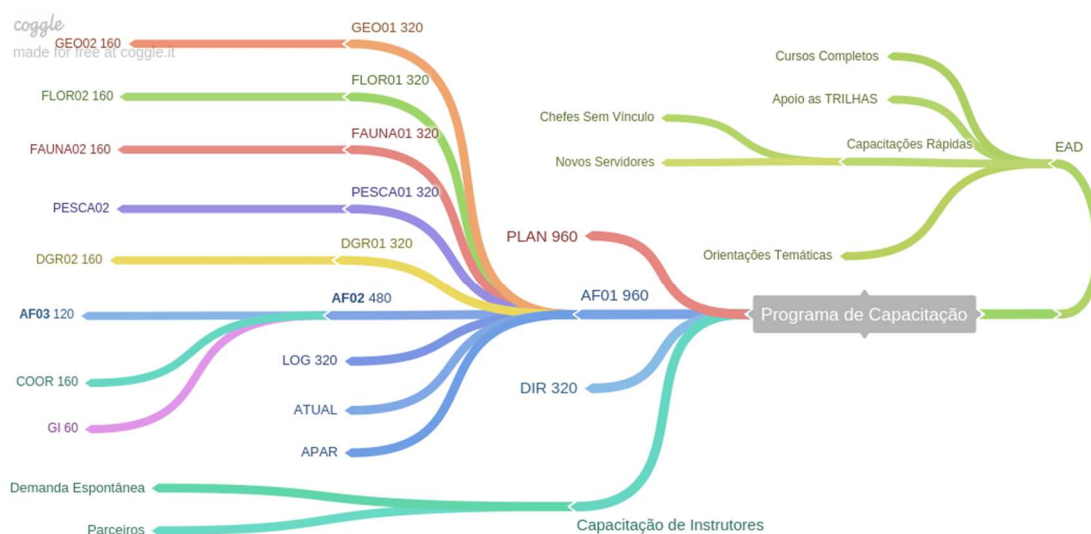 coggle
made for free at coggle.it
GEO01 320
GEO02 160
FLOR01 320
FLOR02 160
FAUNA01 320
FAUNA02 160
PESCA01 320
PESCA02
DGR01 320
DGR02 160
AF02 480
AF03 120
COOR 160
GI 60
LOG 320
ATUAL
APAR
AF01 960
PLAN 960
DIR 320
Capacitação de Instrutores
Demanda Espontânea
Parceiros
Programa de Capacitação
EAD
Cursos Completos
Apoio as TRILHAS
Capacitações Rápidas
Chefes Sem Vínculo
Novos Servidores
Orientações Temáticas